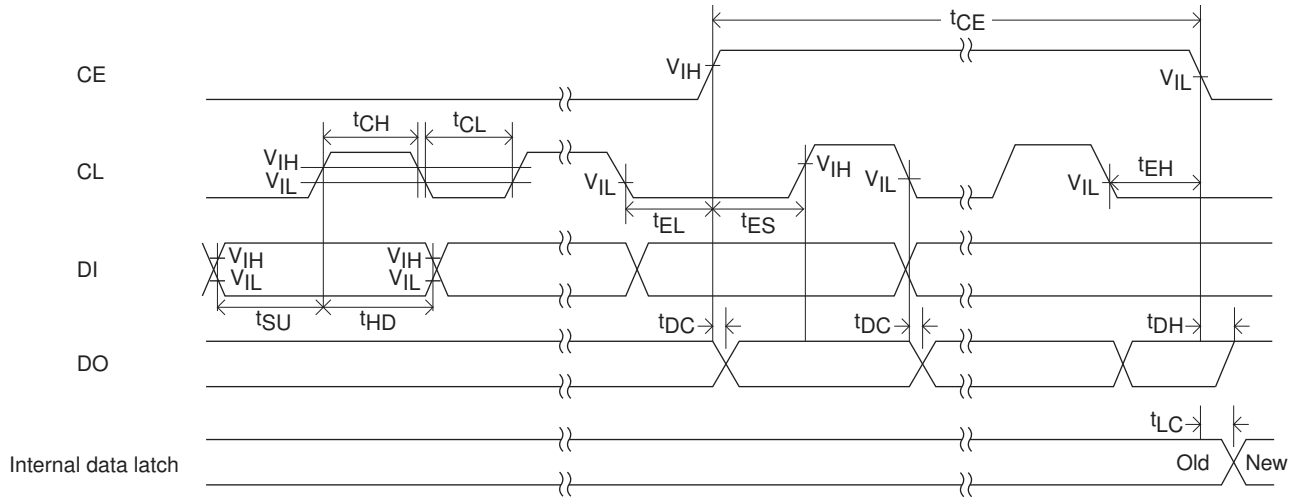 tCE
CE
VIH
VIL
tCH
tCL
CL
VIH
VIL
VIL
VIH
VIL
VIL
tEH
tEL
tES
DI
VIH
VIL
VIH
VIL
tSU
tHD
tDC
tDC
tDH
DO
tLC
Internal data latch
Old
New